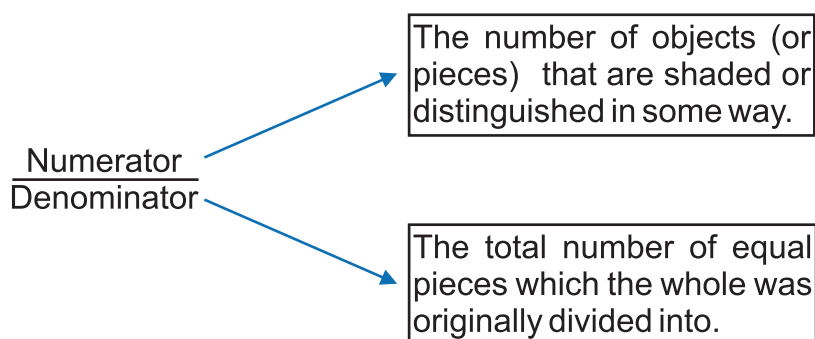 The number of objects (or
pieces) that are shaded or
distinguished in some way.
Numerator
Denominator
The total number of equal
pieces which the whole was
originally divided into.